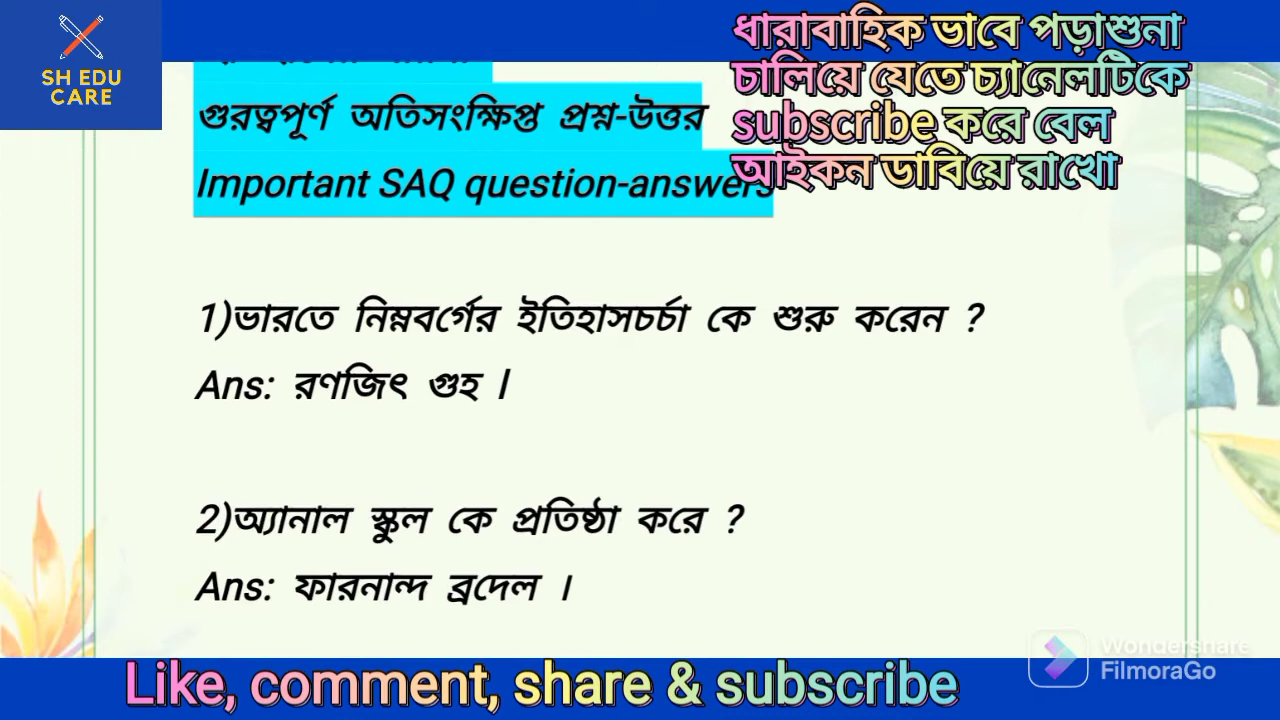 SH EDU
CARE
ধারাবাহিক ভাবে পড়াশুনা
চালিয়ে যেতে চ্যানেলটিকে
subscribe করে বেল
আইকন ডাবিয়ে রাখো
গুরত্বপূর্ণ অতিসংক্ষিপ্ত প্রশ্ন-উত্তর
Important SAQ question-answers
1)ভারতে নিম্নবর্গের ইতিহাসচর্চা কে শুরু করেন ?
Ans: রণজিৎ গুহ |
2)অ্যানাল স্কুল কে প্রতিষ্ঠা করে ?
Ans: ফারনান্দ ব্রদেল ।
Wondershare
FilmoraGo
Like, comment, share & subscribe